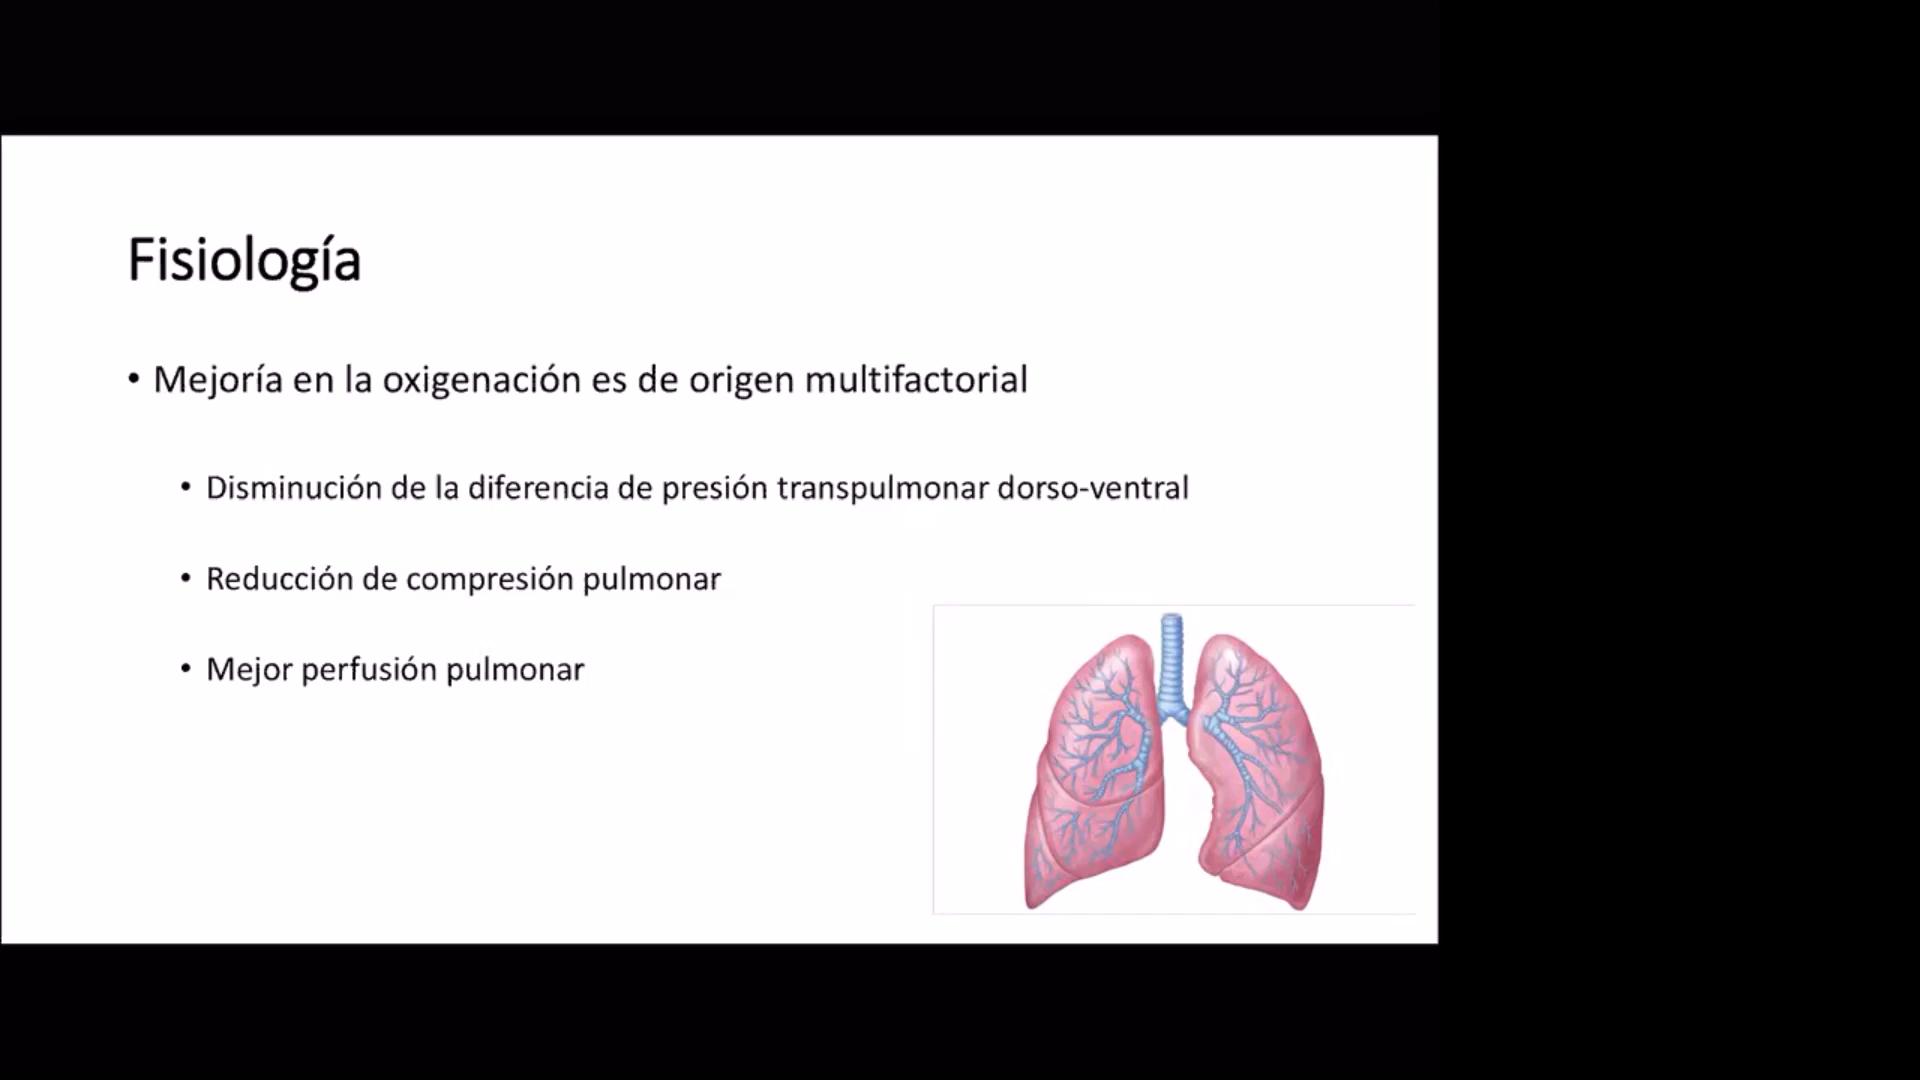 Fisiología
• Mejoría en la oxigenación es de origen multifactorial
• Disminución de la diferencia de presión transpulmonar dorso-ventral
• Reducción de compresión pulmonar
• Mejor perfusión pulmonar